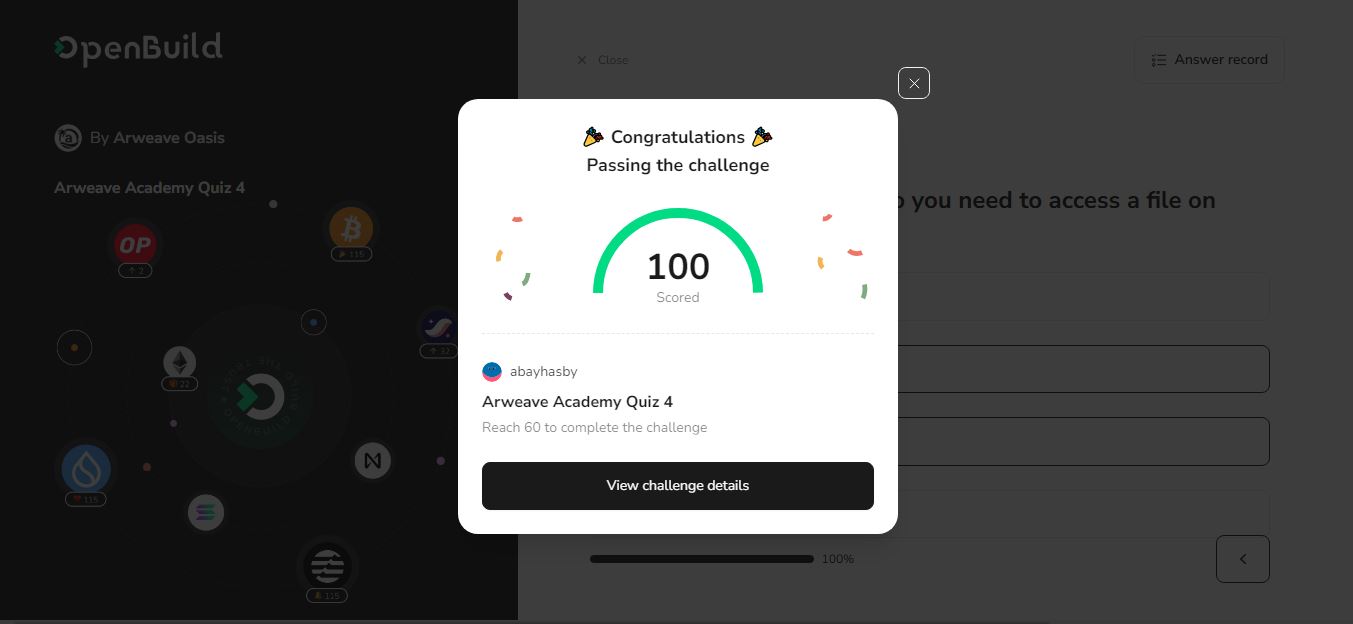 OpenBuild
By Arweave Oasis
Arweave Academy Quiz 4
OP
2
115
32
22
115
115
Close
Answer record
you need to access a file on
100%
Congratulations
Passing the challenge
100
Scored
abayhasby
Arweave Academy Quiz 4
Reach 60 to complete the challenge
View challenge details